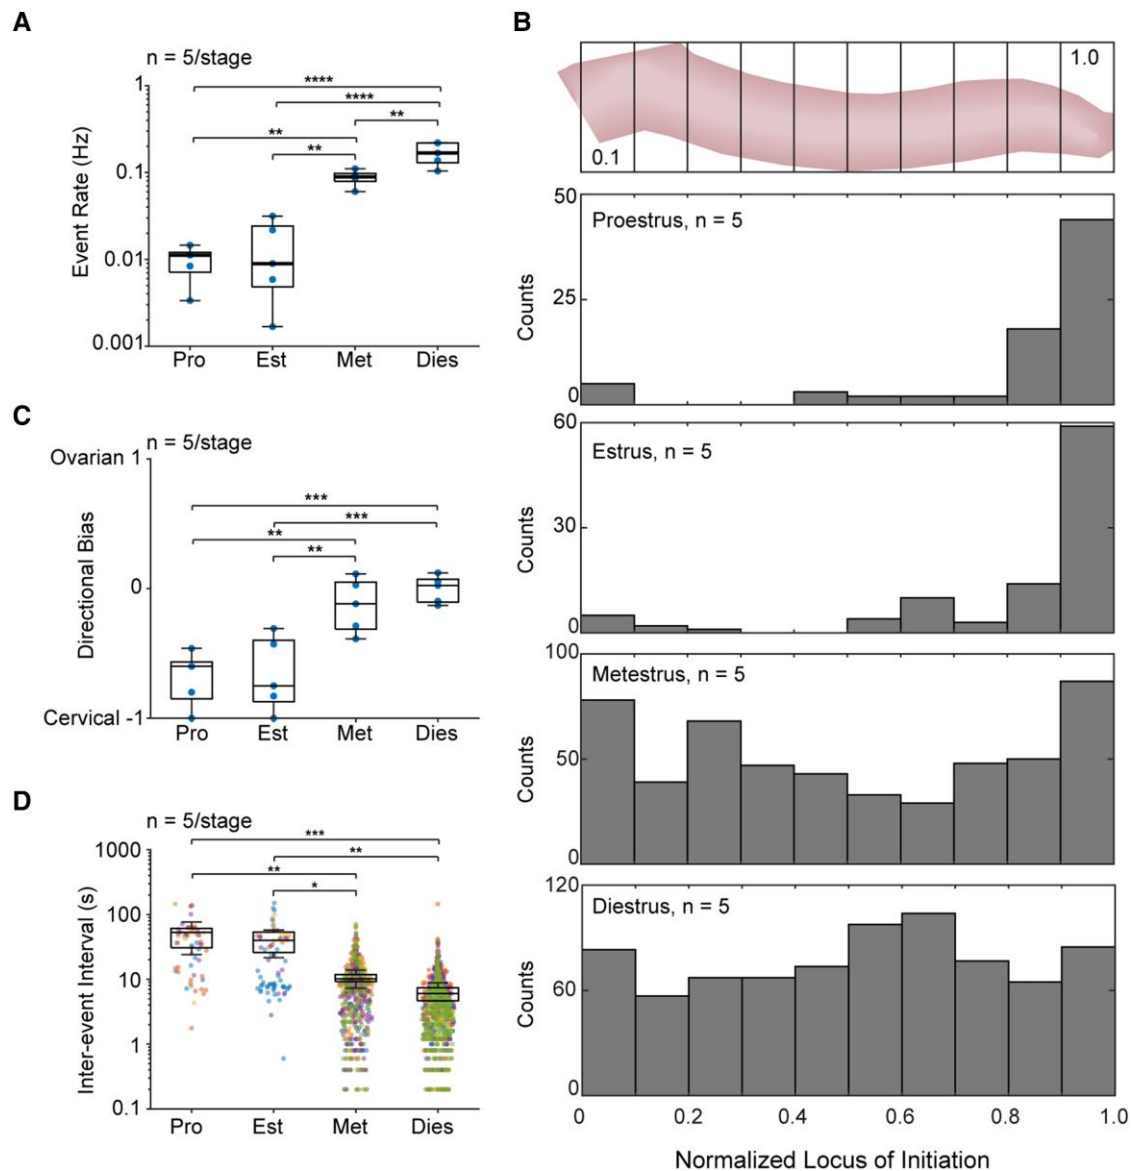 A
n = 5/stage
Event Rate (Hz)
1
0.1
0.01
0.001
****
****
**
**
**
Pro Est Met Dies
B
0.1
1.0
Proestrus, n = 5
Counts
50
25
0
Estrus, n = 5
Counts
60
30
0
Metestrus, n = 5
Counts
100
50
0
Diestrus, n = 5
Counts
120
60
0
0 0.2 0.4 0.6 0.8 1.0
Normalized Locus of Initiation
C
n = 5/stage
Directional Bias
Ovarian 1
0
Cervical -1
***
***
**
**
Pro Est Met Dies
D
n = 5/stage
Inter-event Interval (s)
1000
100
10
1
0.1
***
**
**
*
Pro Est Met Dies